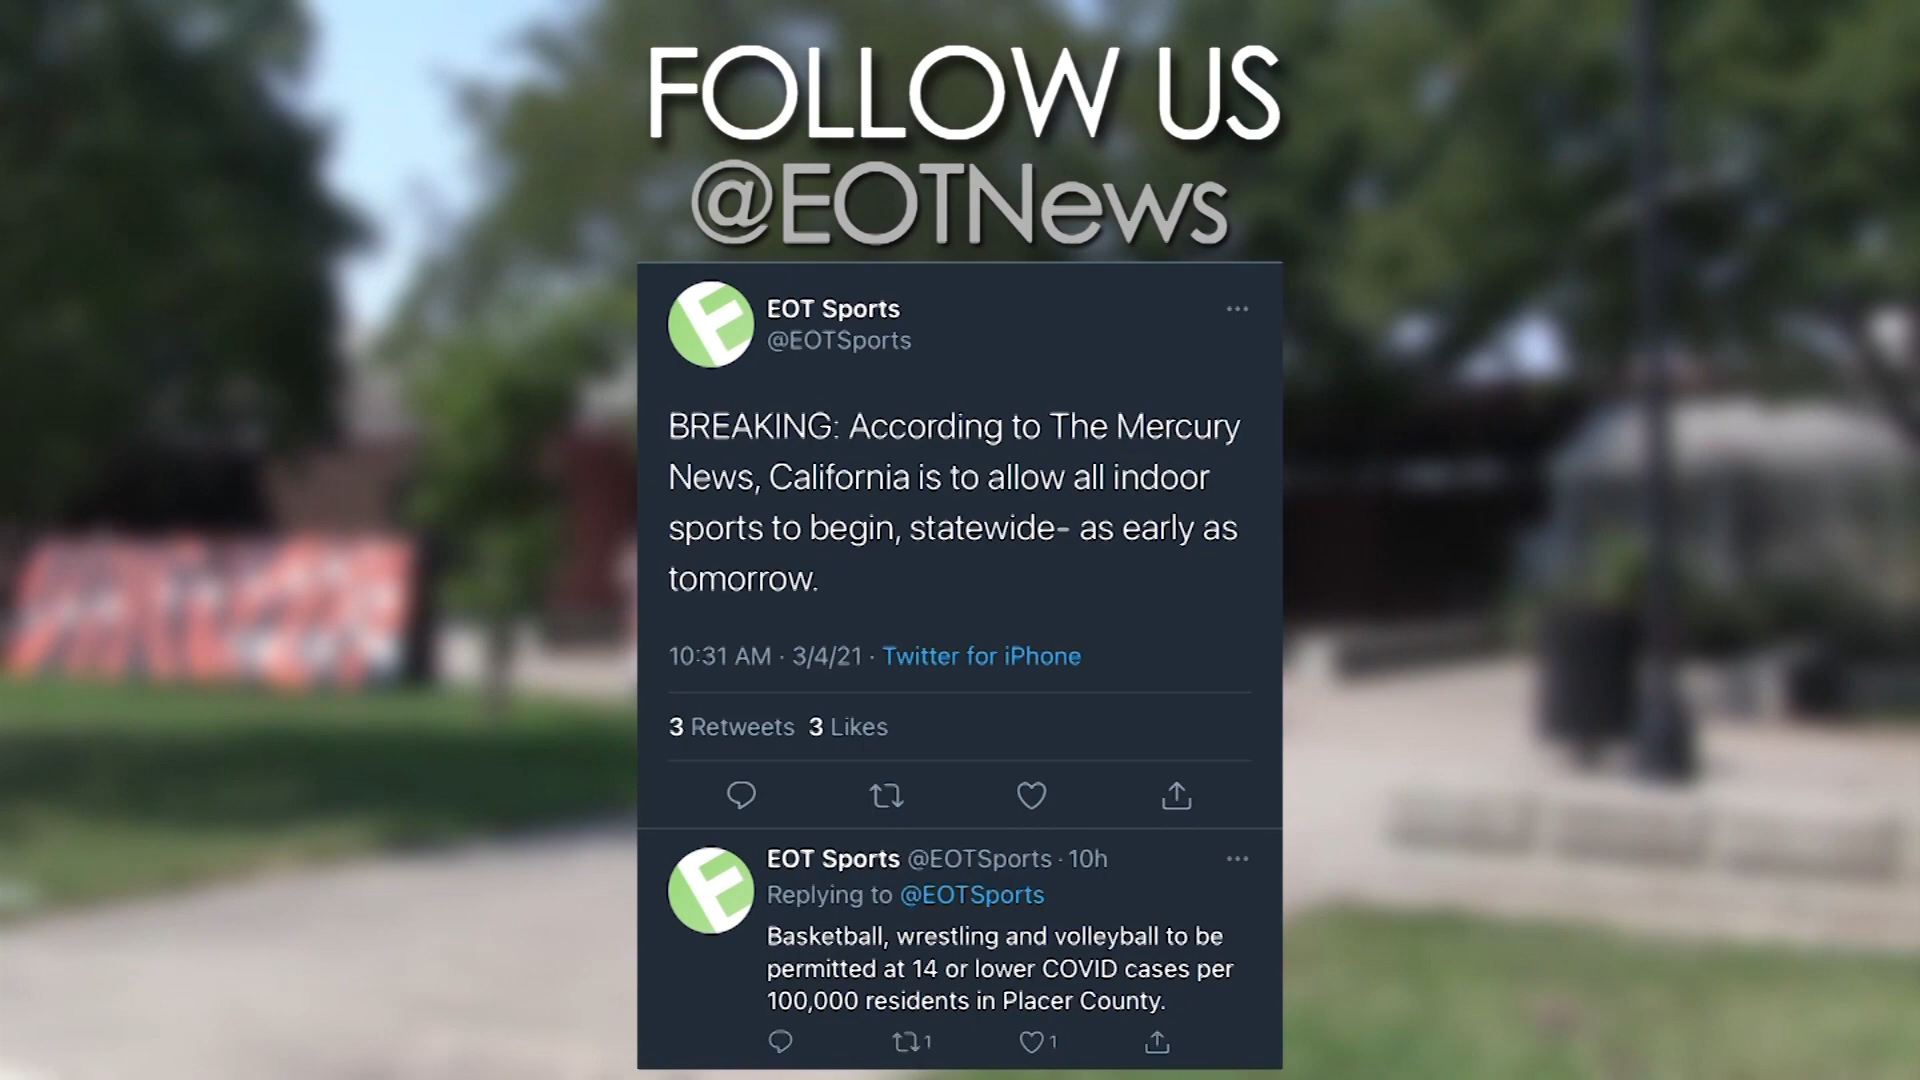 FOLLOW US
@EOTNews
EOT Sports
@EOTSports
BREAKING: According to The Mercury
News, California is to allow all indoor
sports to begin, statewide- as early as
tomorrow.
10:31 AM · 3/4/21 · Twitter for iPhone
3 Retweets 3 Likes
EOT Sports @EOTSports · 10h
Replying to @EOTSports
Basketball, wrestling and volleyball to be
permitted at 14 or lower COVID cases per
100,000 residents in Placer County.
1 1